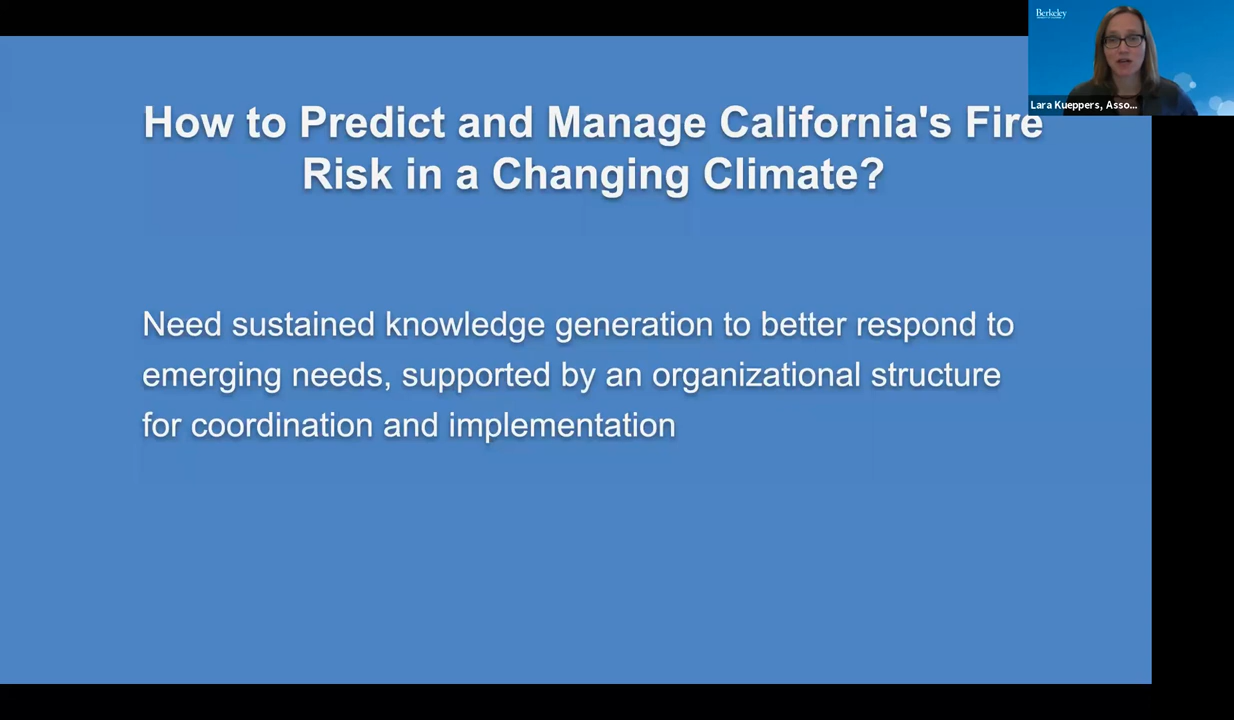 Berkeley
Lara Kueppers, Asso...
How to Predict and Manage California's Fire
Risk in a Changing Climate?
Need sustained knowledge generation to better respond to
emerging needs, supported by an organizational structure
for coordination and implementation